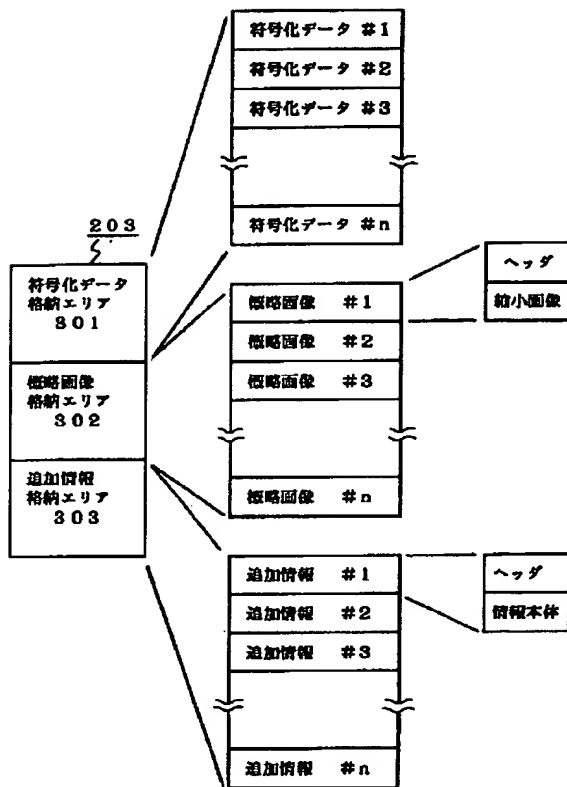 203
符号化データ
格納エリア
301
概略画像
格納エリア
302
追加情報
格納エリア
303
符号化データ #1
符号化データ #2
符号化データ #3
符号化データ #n
概略画像 #1
概略画像 #2
概略画像 #3
概略画像 #n
ヘッダ
縮小画像
追加情報 #1
追加情報 #2
追加情報 #3
追加情報 #n
ヘッダ
情報本体